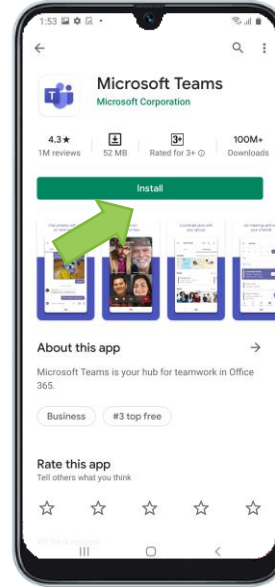 1:53
Microsoft Teams
Microsoft Corporation
4.3★
3+
100M+
1M reviews
52 MB
Rated for 3+
Downloads
Install
About this app
Microsoft Teams is your hub for teamwork in Office
365.
Business
#3 top free
Rate this app
Tell others what you think
Write a review